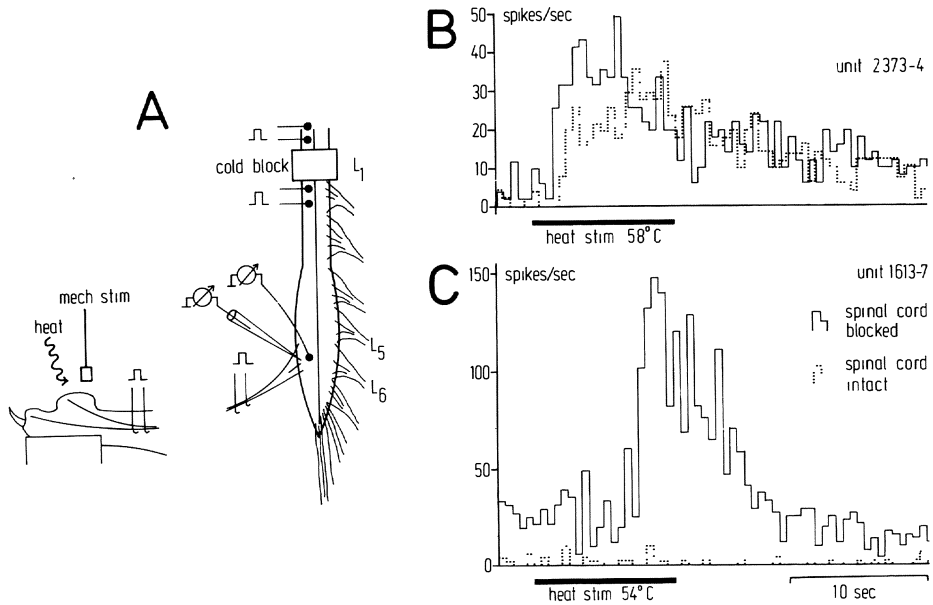 A
cold block
L1
mech stim
heat
L5
L6
B
spikes/sec
unit 2373-4
50
40
30
20
10
0
heat stim 58°C
C
spikes/sec
unit 1613-7
150
100
50
0
spinal cord
blocked
spinal cord
intact
heat stim 54°C
10 sec